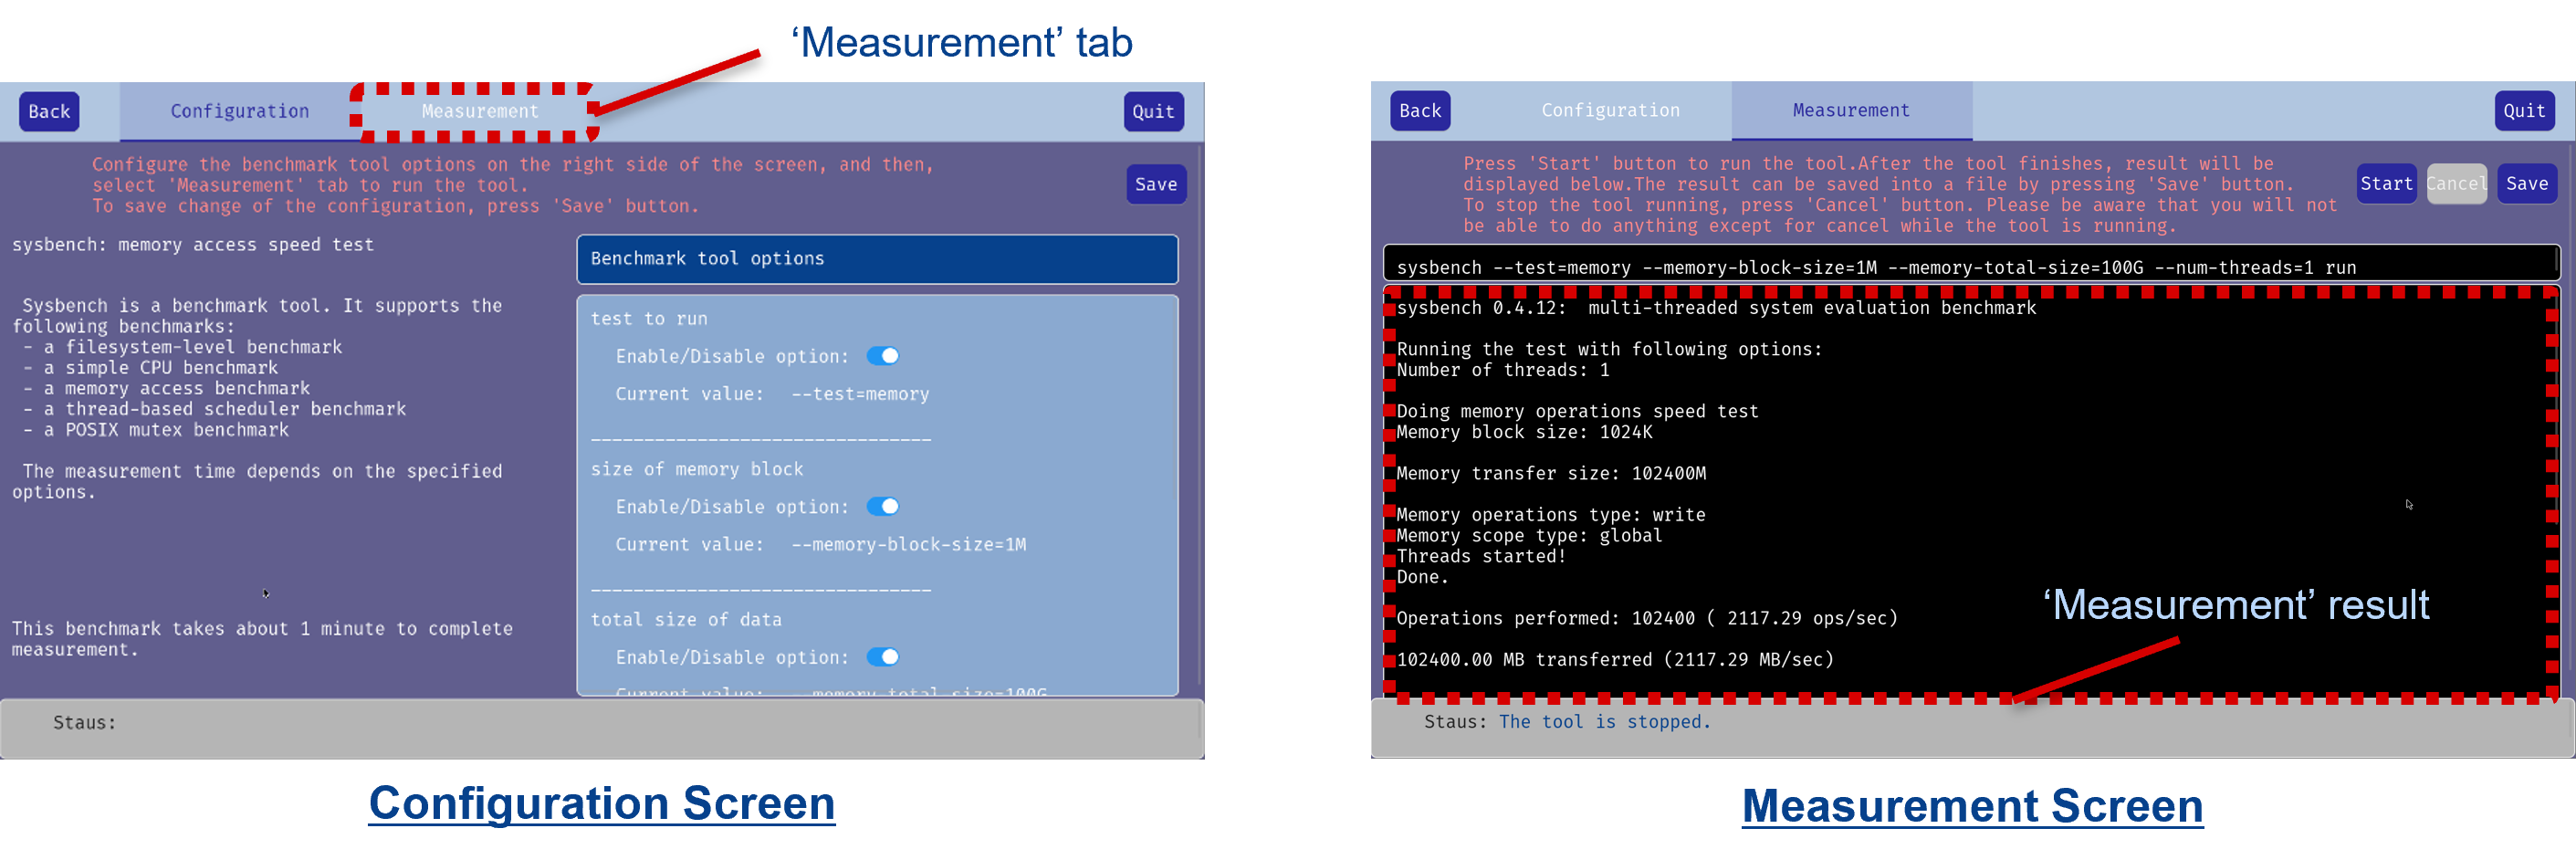 ‘Measurement’ tab
Back
Configuration
Measurement
Quit
Configure the benchmark tool options on the right side of the screen, and then,
select 'Measurement' tab to run the tool.
To save change of the configuration, press 'Save' button.
Save
sysbench: memory access speed test
Sysbench is a benchmark tool. It supports the
following benchmarks:
- a filesystem-level benchmark
- a simple CPU benchmark
- a memory access benchmark
- a thread-based scheduler benchmark
- a POSIX mutex benchmark
The measurement time depends on the specified
options.
This benchmark takes about 1 minute to complete
measurement.
Benchmark tool options
test to run
Enable/Disable option:
Current value: --test=memory
--------------------------------
size of memory block
Enable/Disable option:
Current value: --memory-block-size=1M
--------------------------------
total size of data
Enable/Disable option:
Current value: --memory-total-size=100G
Staus:
Configuration Screen
Back
Configuration
Measurement
Quit
Press 'Start' button to run the tool.After the tool finishes, result will be
displayed below.The result can be saved into a file by pressing 'Save' button.
To stop the tool running, press 'Cancel' button. Please be aware that you will not
be able to do anything except for cancel while the tool is running.
Start
Cancel
Save
sysbench --test=memory --memory-block-size=1M --memory-total-size=100G --num-threads=1 run
sysbench 0.4.12:  multi-threaded system evaluation benchmark
Running the test with following options:
Number of threads: 1
Doing memory operations speed test
Memory block size: 1024K
Memory transfer size: 102400M
Memory operations type: write
Memory scope type: global
Threads started!
Done.
Operations performed: 102400 ( 2117.29 ops/sec)
102400.00 MB transferred (2117.29 MB/sec)
‘Measurement’ result
Staus: The tool is stopped.
Measurement Screen